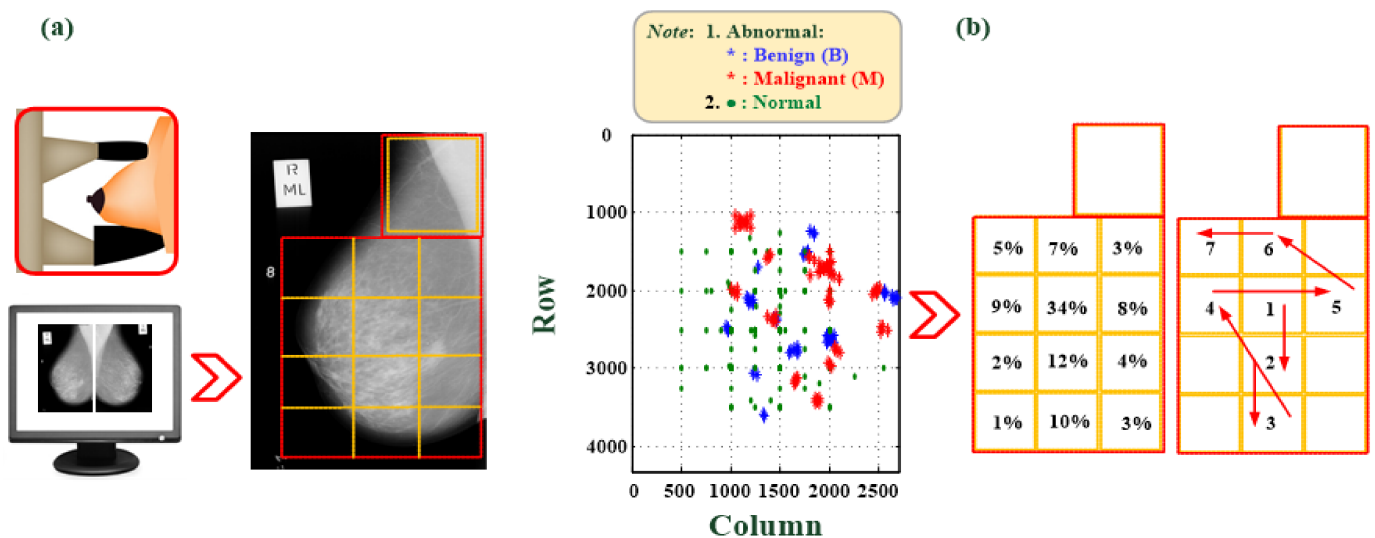 (a)
Note: 1. Abnormal:
* : Benign (B)
* : Malignant (M)
2. ● : Normal
(b)
R
ML
8
Row
0
1000
2000
3000
4000
0 500 1000 1500 2000 2500
Column
5% 7% 3%
9% 34% 8%
2% 12% 4%
1% 10% 3%
7 6
4 1 5
2
3